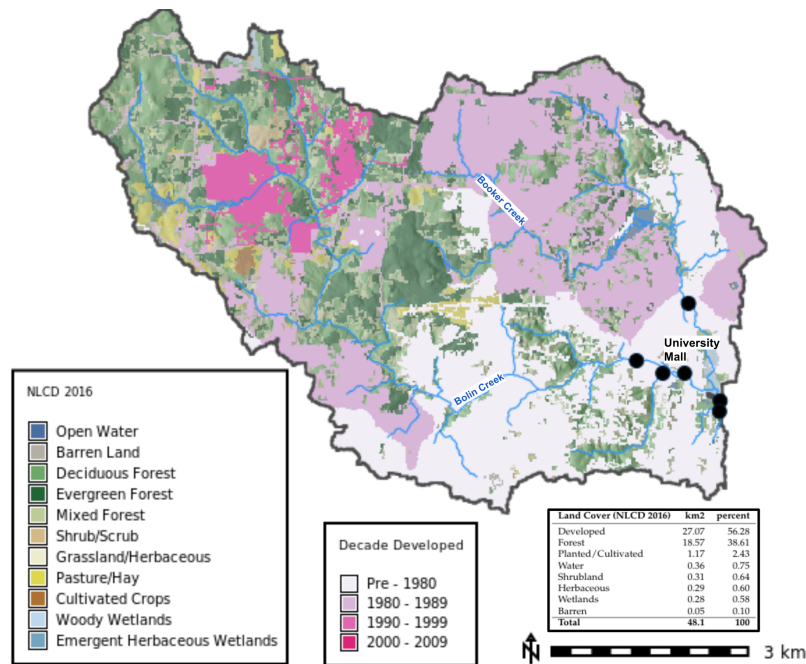 Booker Creek
University
Mall
Bolin Creek
NLCD 2016
Open Water
Barren Land
Deciduous Forest
Evergreen Forest
Mixed Forest
Shrub/Scrub
Grassland/Herbaceous
Pasture/Hay
Cultivated Crops
Woody Wetlands
Emergent Herbaceous Wetlands
Decade Developed
Pre - 1980
1980 - 1989
1990 - 1999
2000 - 2009
Land Cover (NLCD 2016) km2 percent
Developed 27.07 56.28
Forest 18.57 38.61
Planted/Cultivated 1.17 2.43
Water 0.36 0.75
Shrubland 0.31 0.64
Herbaceous 0.29 0.60
Wetlands 0.28 0.58
Barren 0.05 0.10
Total 48.1 100
N
3 km